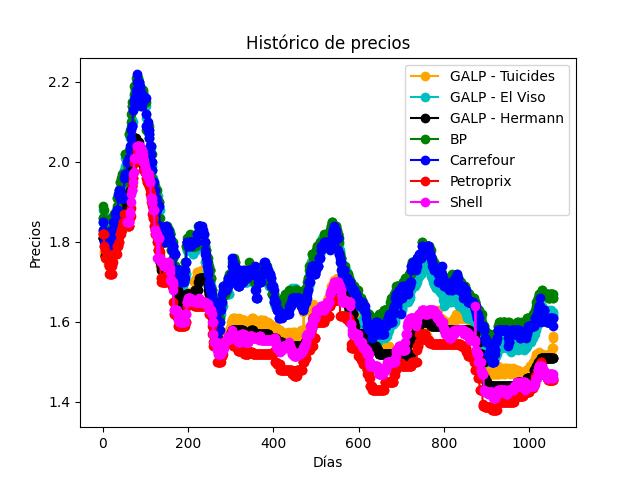 Histórico de precios
GALP - Tuicides
GALP - El Viso
GALP - Hermann
BP
Carrefour
Petroprix
Shell
Precios
2.2
2.0
1.8
1.6
1.4
0 200 400 600 800 1000
Días